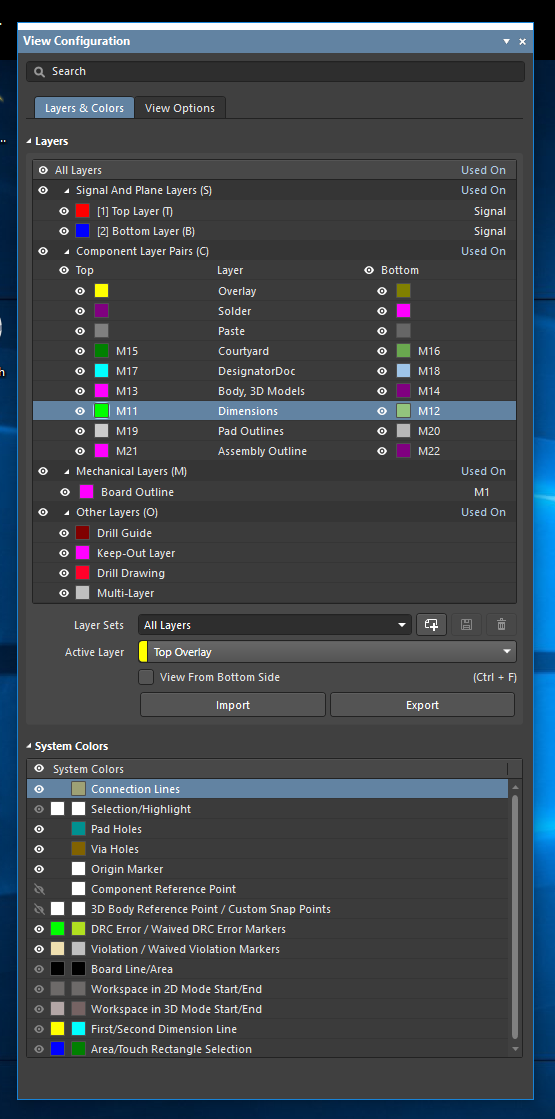 View Configuration
Search
Layers & Colors View Options
Layers
All Layers Used On
Signal And Plane Layers (S) Used On
[1] Top Layer (T) Signal
[2] Bottom Layer (B) Signal
Component Layer Pairs (C) Used On
Top Layer Bottom
Overlay
Solder
Paste
M15 Courtyard M16
M17 DesignatorDoc M18
M13 Body, 3D Models M14
M11 Dimensions M12
M19 Pad Outlines M20
M21 Assembly Outline M22
Mechanical Layers (M) Used On
Board Outline M1
Other Layers (O) Used On
Drill Guide
Keep-Out Layer
Drill Drawing
Multi-Layer
Layer Sets All Layers
Active Layer Top Overlay
View From Bottom Side (Ctrl + F)
Import Export
System Colors
System Colors
Connection Lines
Selection/Highlight
Pad Holes
Via Holes
Origin Marker
Component Reference Point
3D Body Reference Point / Custom Snap Points
DRC Error / Waived DRC Error Markers
Violation / Waived Violation Markers
Board Line/Area
Workspace in 2D Mode Start/End
Workspace in 3D Mode Start/End
First/Second Dimension Line
Area/Touch Rectangle Selection